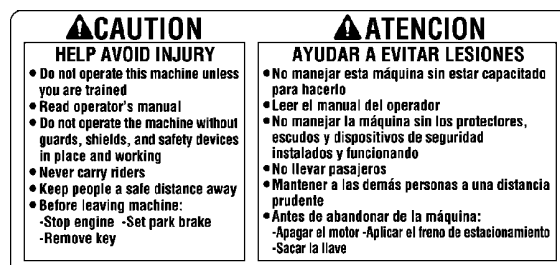 CAUTION
HELP AVOID INJURY
• Do not operate this machine unless
you are trained
• Read operator's manual
• Do not operate the machine without
guards, shields, and safety devices
in place and working
• Never carry riders
• Keep people a safe distance away
• Before leaving machine:
-Stop engine -Set park brake
-Remove key
ATENCION
AYUDAR A EVITAR LESIONES
• No manejar esta máquina sin estar capacitado
para hacerlo
• Leer el manual del operador
• No manejar la máquina sin los protectores,
escudos y dispositivos de seguridad
instalados y funcionando
• No llevar pasajeros
• Mantener a las demás personas a una distancia
prudente
• Antes de abandonar de la máquina:
-Apagar el motor -Aplicar el freno de estacionamiento
-Sacar la llave